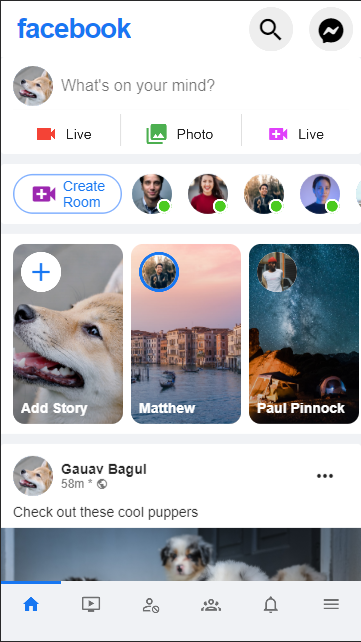 facebook
What's on your mind?
Live
Photo
Live
Create
Room
Add Story
Matthew
Paul Pinnock
Gauav Bagul
58m *
Check out these cool puppers